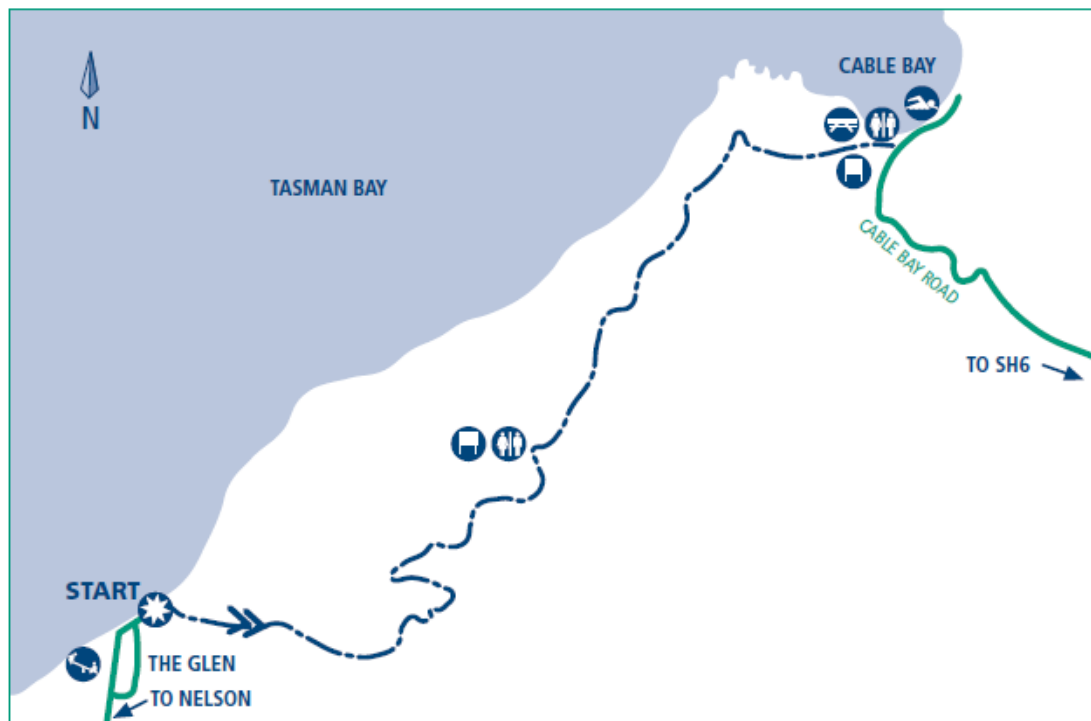 CABLE BAY
N
TASMAN BAY
CABLE BAY ROAD
TO SH6
START
THE GLEN
TO NELSON